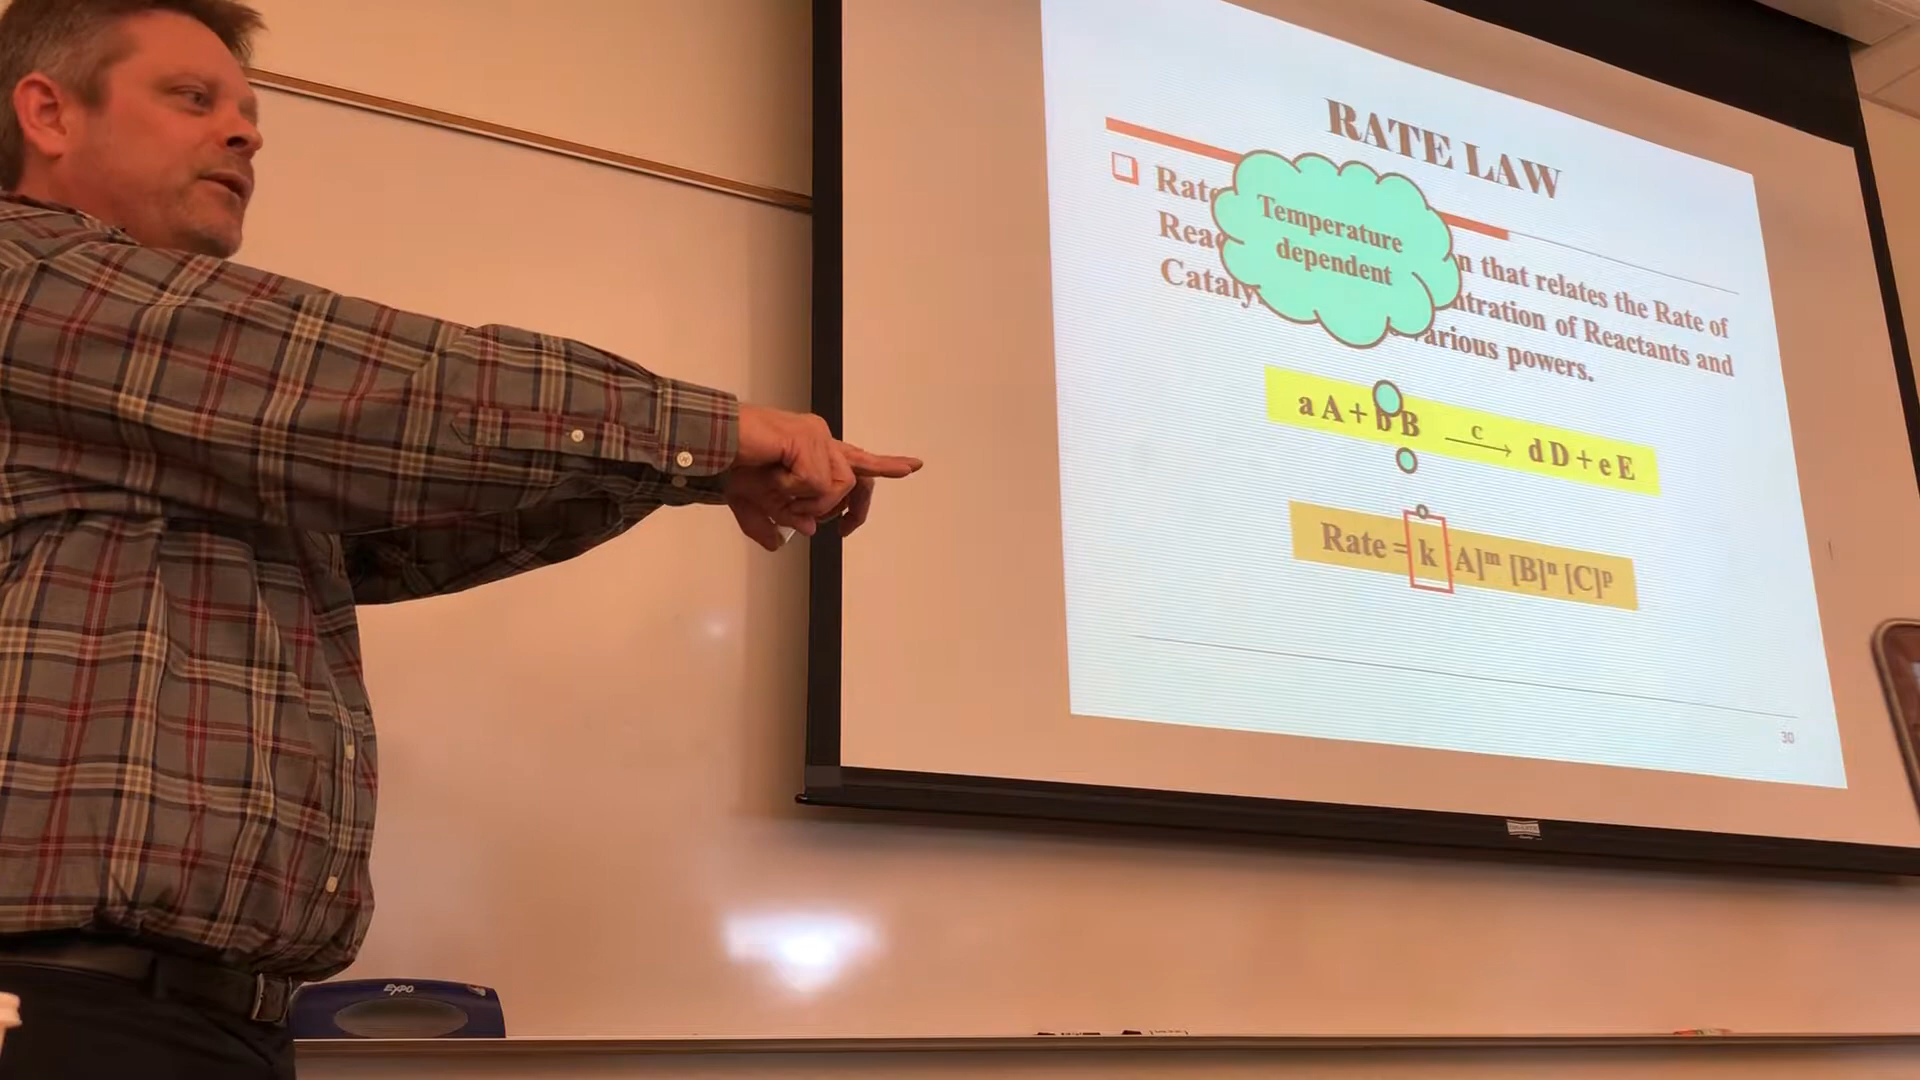 RATE LAW
Temperature
dependent
Rate
n that relates the Rate of
Rea
ntration of Reactants and
Cataly
various powers.
a A + b B c → d D + e E
Rate = k A]ᵐ [B]ⁿ [C]ᵖ
30
EXPO